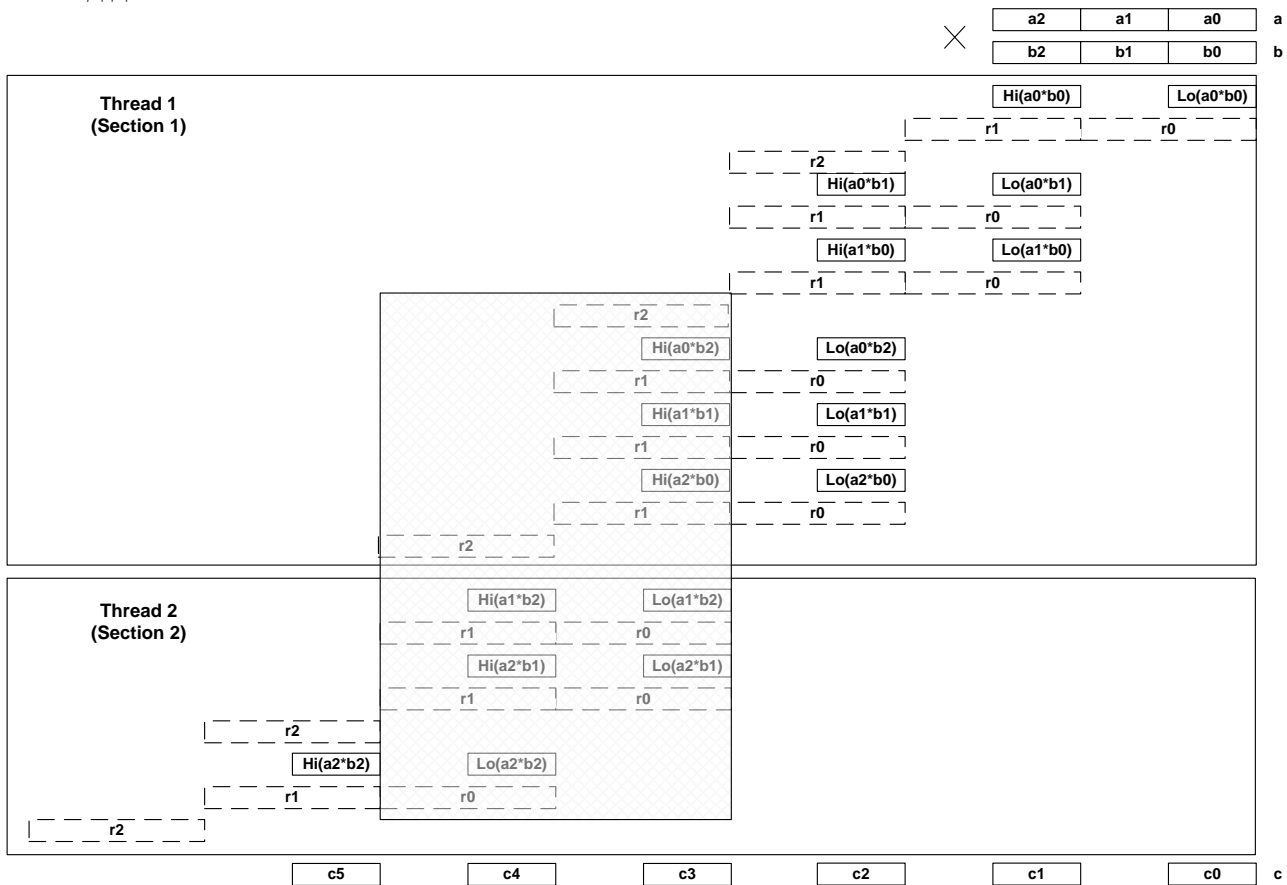 a2 a1 a0 a
b2 b1 b0 b
Thread 1
(Section 1)
Hi(a0*b0) Lo(a0*b0)
r1 r0
r2
Hi(a0*b1) Lo(a0*b1)
r1 r0
Hi(a1*b0) Lo(a1*b0)
r1 r0
r2
Hi(a0*b2) Lo(a0*b2)
r1 r0
Hi(a1*b1) Lo(a1*b1)
r1 r0
Hi(a2*b0) Lo(a2*b0)
r1 r0
r2
Thread 2
(Section 2)
Hi(a1*b2) Lo(a1*b2)
r1 r0
Hi(a2*b1) Lo(a2*b1)
r1 r0
r2
Hi(a2*b2) Lo(a2*b2)
r1 r0
r2
c5 c4 c3 c2 c1 c0 c